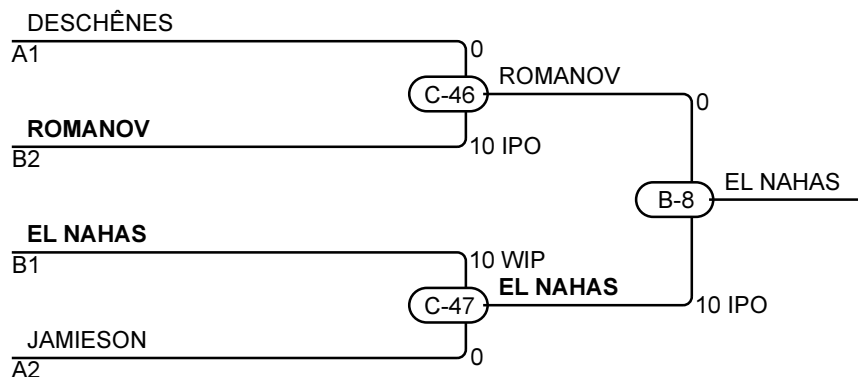 DESCHÊNES
A1
0
C-46
ROMANOV
0
ROMANOV
B2
10 IPO
B-8
EL NAHAS
EL NAHAS
B1
10 WIP
C-47
EL NAHAS
10 IPO
JAMIESON
A2
0